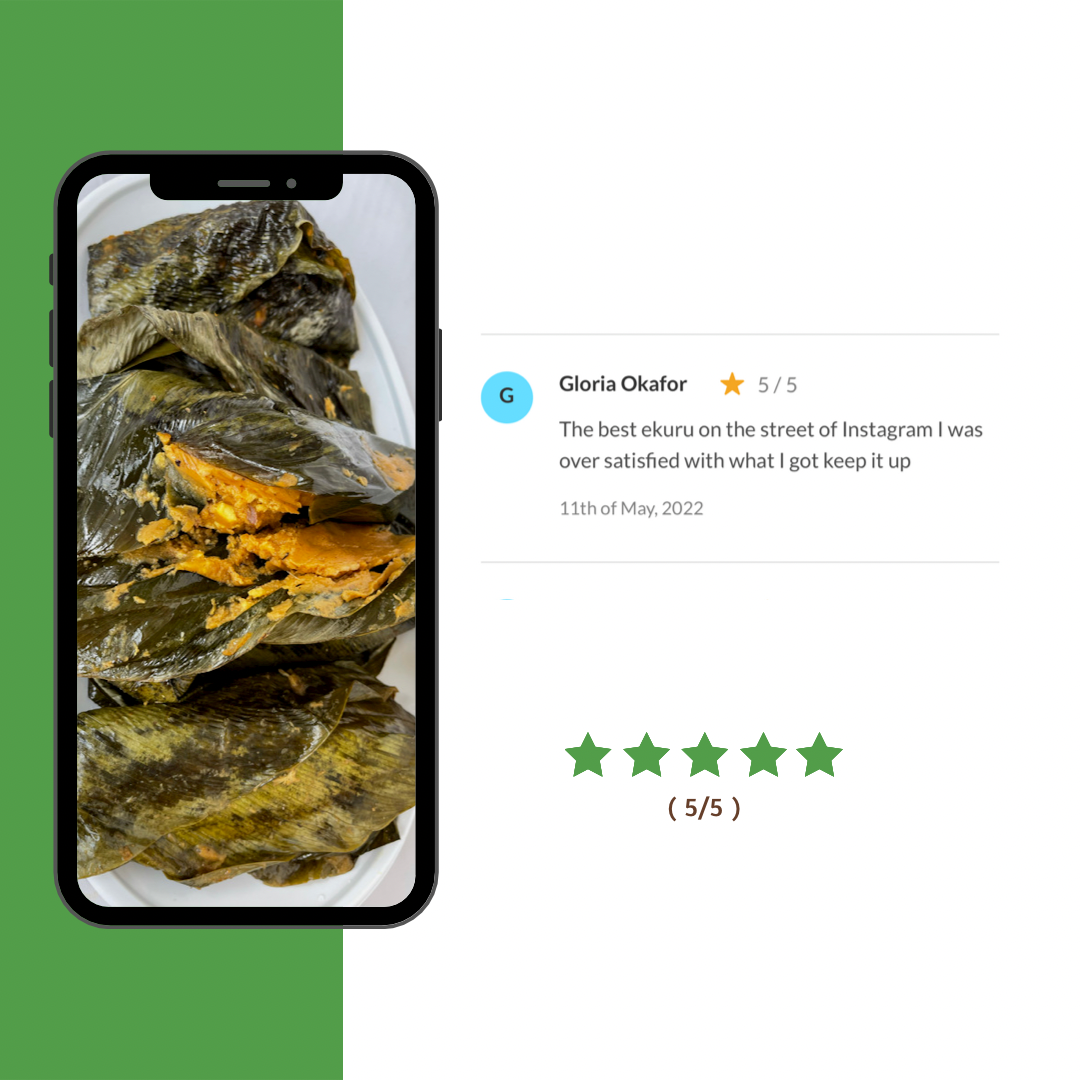 G
Gloria Okafor 5 / 5
The best ekuru on the street of Instagram I was
over satisfied with what I got keep it up
11th of May, 2022
( 5/5 )